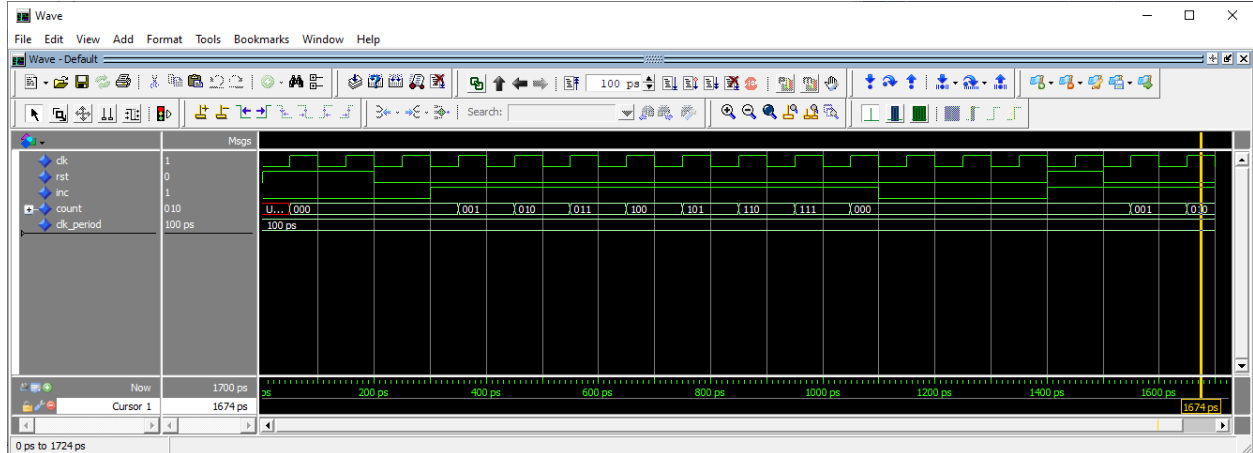 Wave
File Edit View Add Format Tools Bookmarks Window Help
Wave - Default
100 ps
Search:
Msgs
clk 1
rst 0
inc 1
count 010 U... 000 001 010 011 100 101 110 111 000 001 010
clk_period 100 ps 100 ps
Now 1700 ps ps 200 ps 400 ps 600 ps 800 ps 1000 ps 1200 ps 1400 ps 1600 ps
Cursor 1 1674 ps 1674 ps
0 ps to 1724 ps